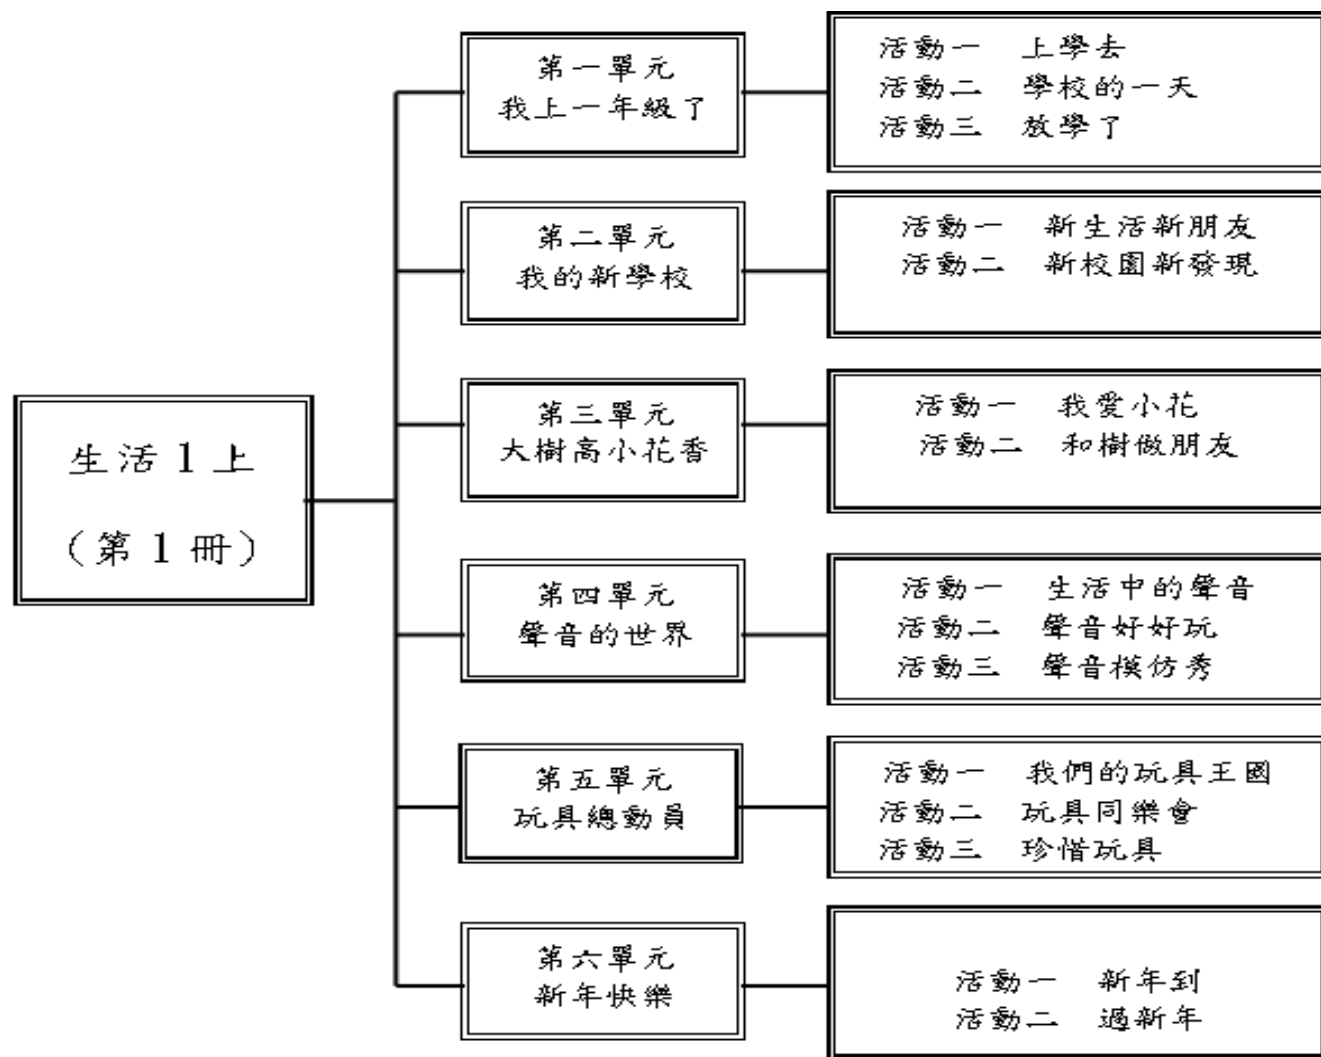 生活1上
（第1冊）
第一單元
我上一年級了
活動一　上學去
活動二　學校的一天
活動三　放學了
第二單元
我的新學校
活動一　新生活新朋友
活動二　新校園新發現
第三單元
大樹高小花香
活動一　我愛小花
活動二　和樹做朋友
第四單元
聲音的世界
活動一　生活中的聲音
活動二　聲音好好玩
活動三　聲音模仿秀
第五單元
玩具總動員
活動一　我們的玩具王國
活動二　玩具同樂會
活動三　珍惜玩具
第六單元
新年快樂
活動一　新年到
活動二　過新年